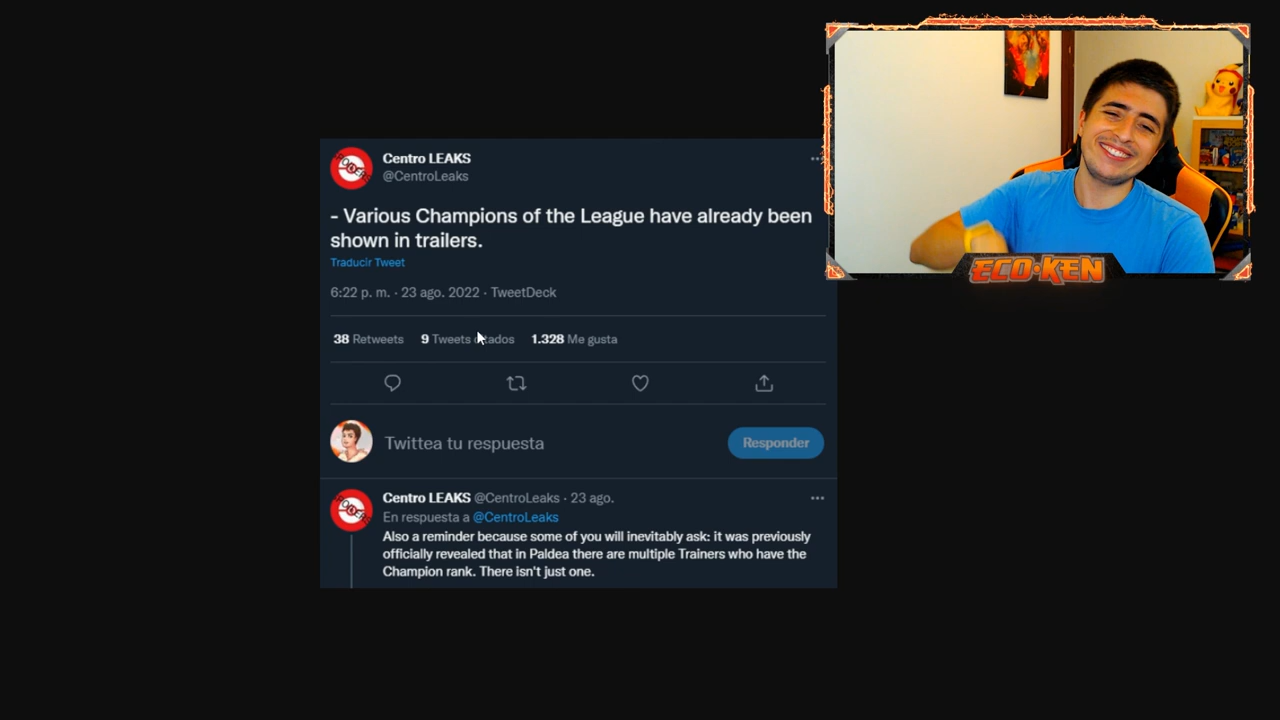 Centro LEAKS
@CentroLeaks
- Various Champions of the League have already been
shown in trailers.
Traducir Tweet
6:22 p. m. · 23 ago. 2022 · TweetDeck
38 Retweets 9 Tweets citados 1.328 Me gusta
Twittea tu respuesta
Responder
Centro LEAKS @CentroLeaks · 23 ago.
En respuesta a @CentroLeaks
Also a reminder because some of you will inevitably ask: it was previously
officially revealed that in Paldea there are multiple Trainers who have the
Champion rank. There isn't just one.
ECO·KEN